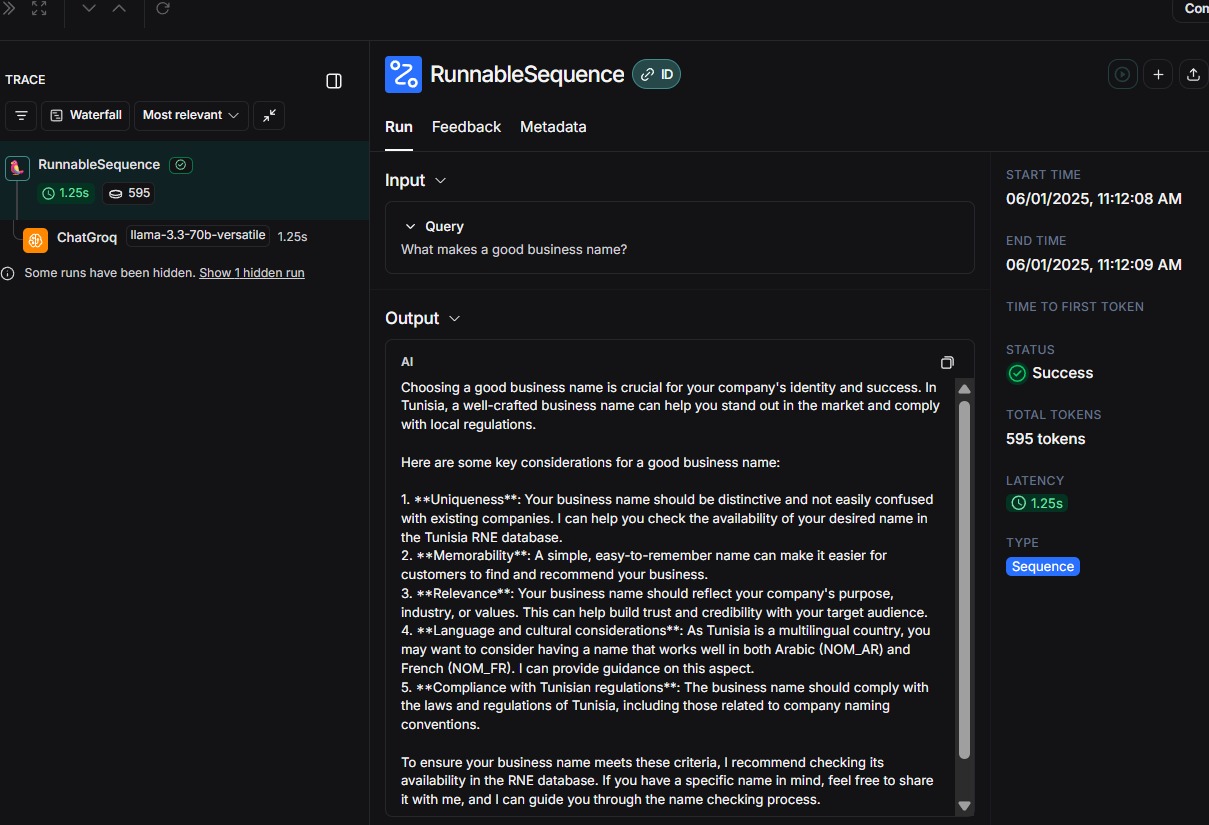 Con
TRACE
Waterfall
Most relevant
RunnableSequence
1.25s
595
ChatGroq
llama-3.3-70b-versatile
1.25s
Some runs have been hidden. Show 1 hidden run
RunnableSequence
ID
Run
Feedback
Metadata
Input
Query
What makes a good business name?
Output
AI
Choosing a good business name is crucial for your company's identity and success. In
Tunisia, a well-crafted business name can help you stand out in the market and comply
with local regulations.
Here are some key considerations for a good business name:
1. **Uniqueness**: Your business name should be distinctive and not easily confused
with existing companies. I can help you check the availability of your desired name in
the Tunisia RNE database.
2. **Memorability**: A simple, easy-to-remember name can make it easier for
customers to find and recommend your business.
3. **Relevance**: Your business name should reflect your company's purpose,
industry, or values. This can help build trust and credibility with your target audience.
4. **Language and cultural considerations**: As Tunisia is a multilingual country, you
may want to consider having a name that works well in both Arabic (NOM_AR) and
French (NOM_FR). I can provide guidance on this aspect.
5. **Compliance with Tunisian regulations**: The business name should comply with
the laws and regulations of Tunisia, including those related to company naming
conventions.
To ensure your business name meets these criteria, I recommend checking its
availability in the RNE database. If you have a specific name in mind, feel free to share
it with me, and I can guide you through the name checking process.
START TIME
06/01/2025, 11:12:08 AM
END TIME
06/01/2025, 11:12:09 AM
TIME TO FIRST TOKEN
STATUS
Success
TOTAL TOKENS
595 tokens
LATENCY
1.25s
TYPE
Sequence